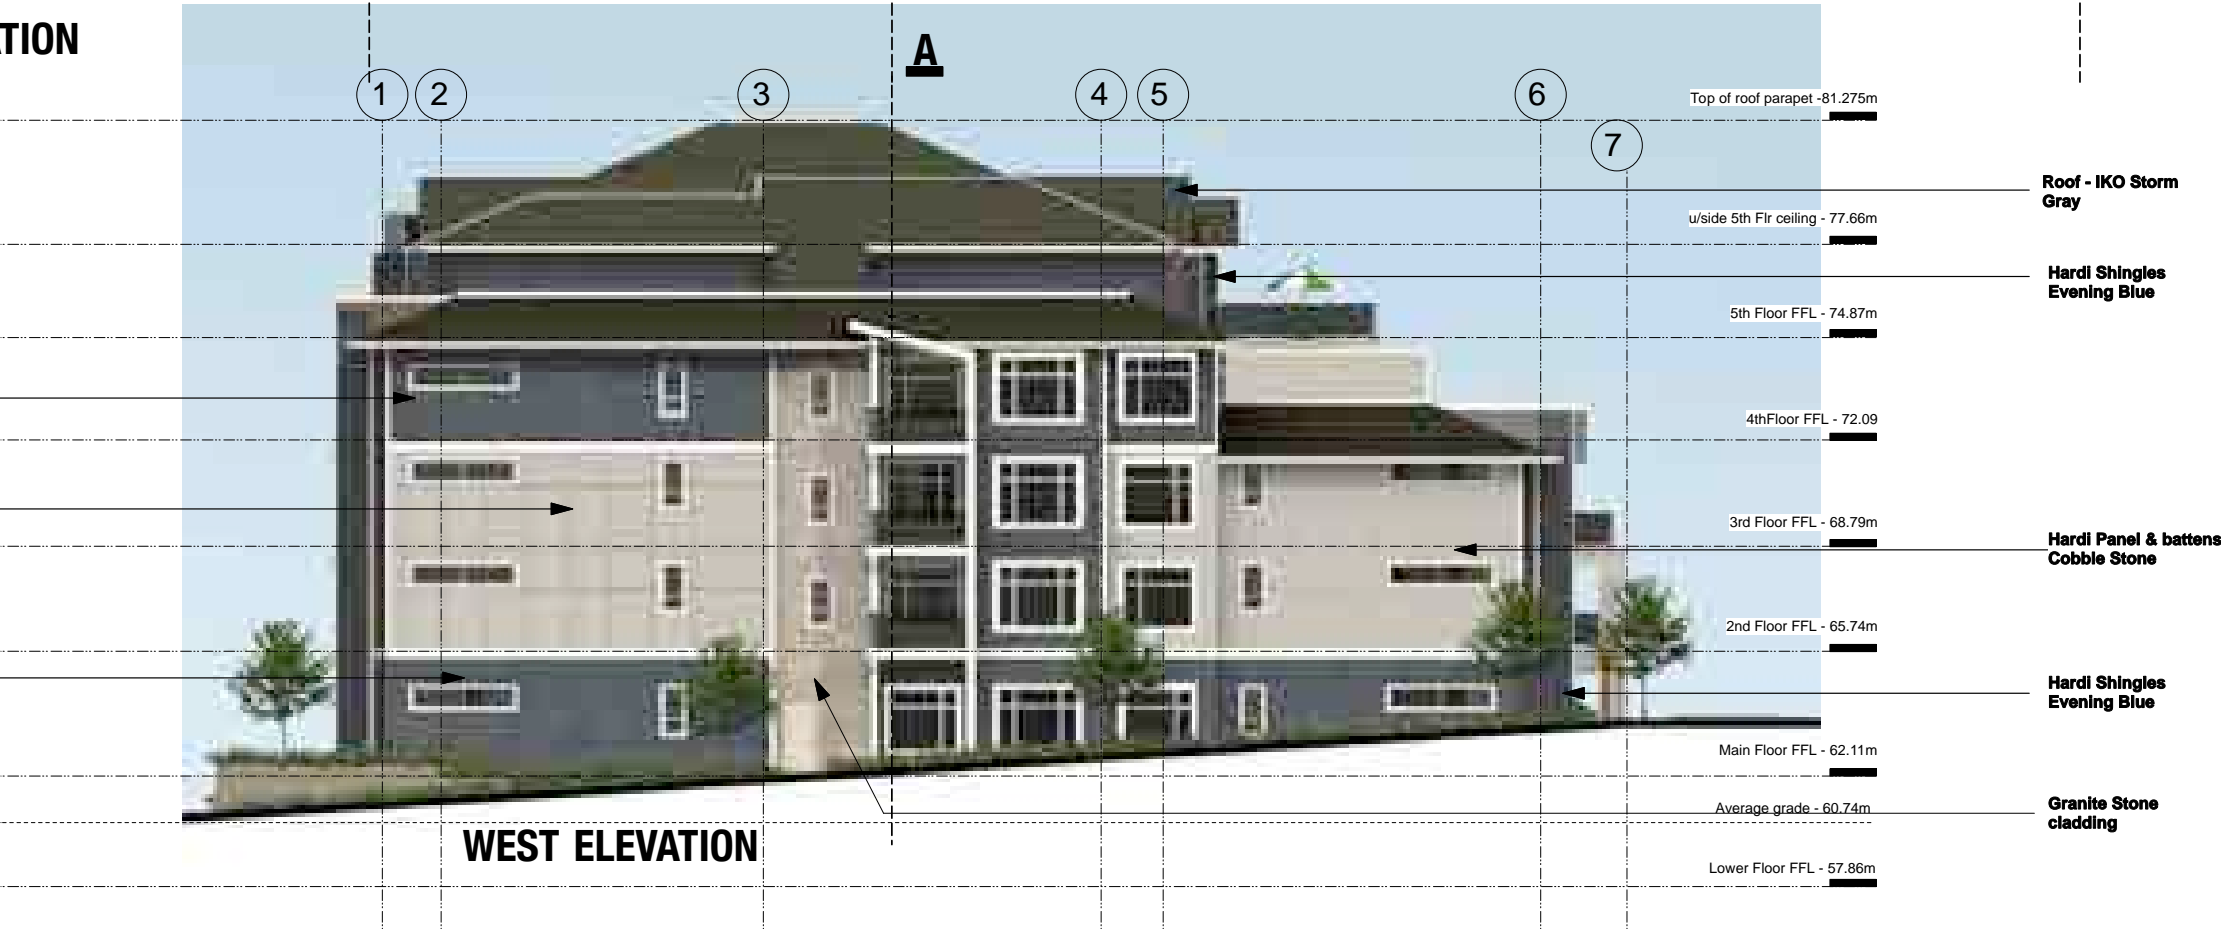 ATION
A
1 2 3 4 5 6
7
Top of roof parapet -81.275m
Roof - IKO Storm
Gray
u/side 5th Flr ceiling - 77.66m
Hardi Shingles
Evening Blue
5th Floor FFL - 74.87m
4thFloor FFL - 72.09
3rd Floor FFL - 68.79m
Hardi Panel & battens
Cobble Stone
2nd Floor FFL - 65.74m
Hardi Shingles
Evening Blue
Main Floor FFL - 62.11m
Average grade - 60.74m
Granite Stone
cladding
WEST ELEVATION
Lower Floor FFL - 57.86m